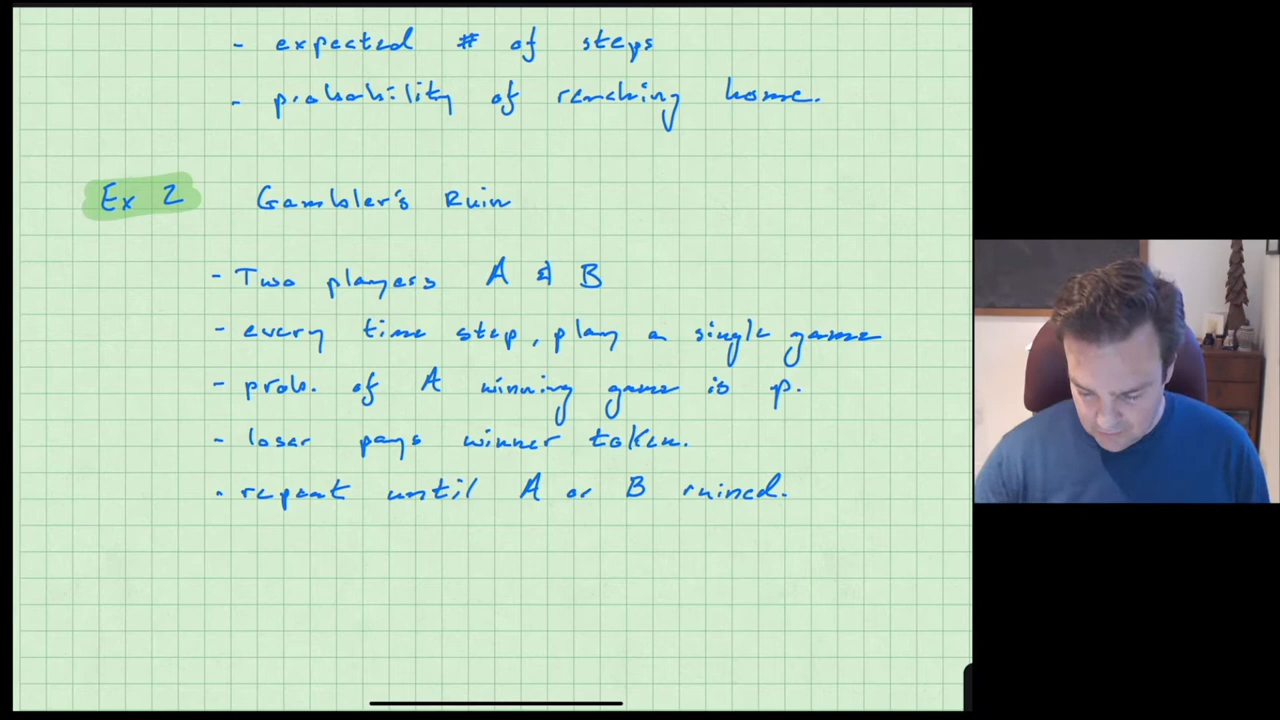 - expected # of steps
- probability of reaching home.
Ex 2 Gambler's Ruin
- Two players A & B
- every time step, play a single game
- prob. of A winning game is p.
- loser pays winner token.
- repeat until A or B ruined.